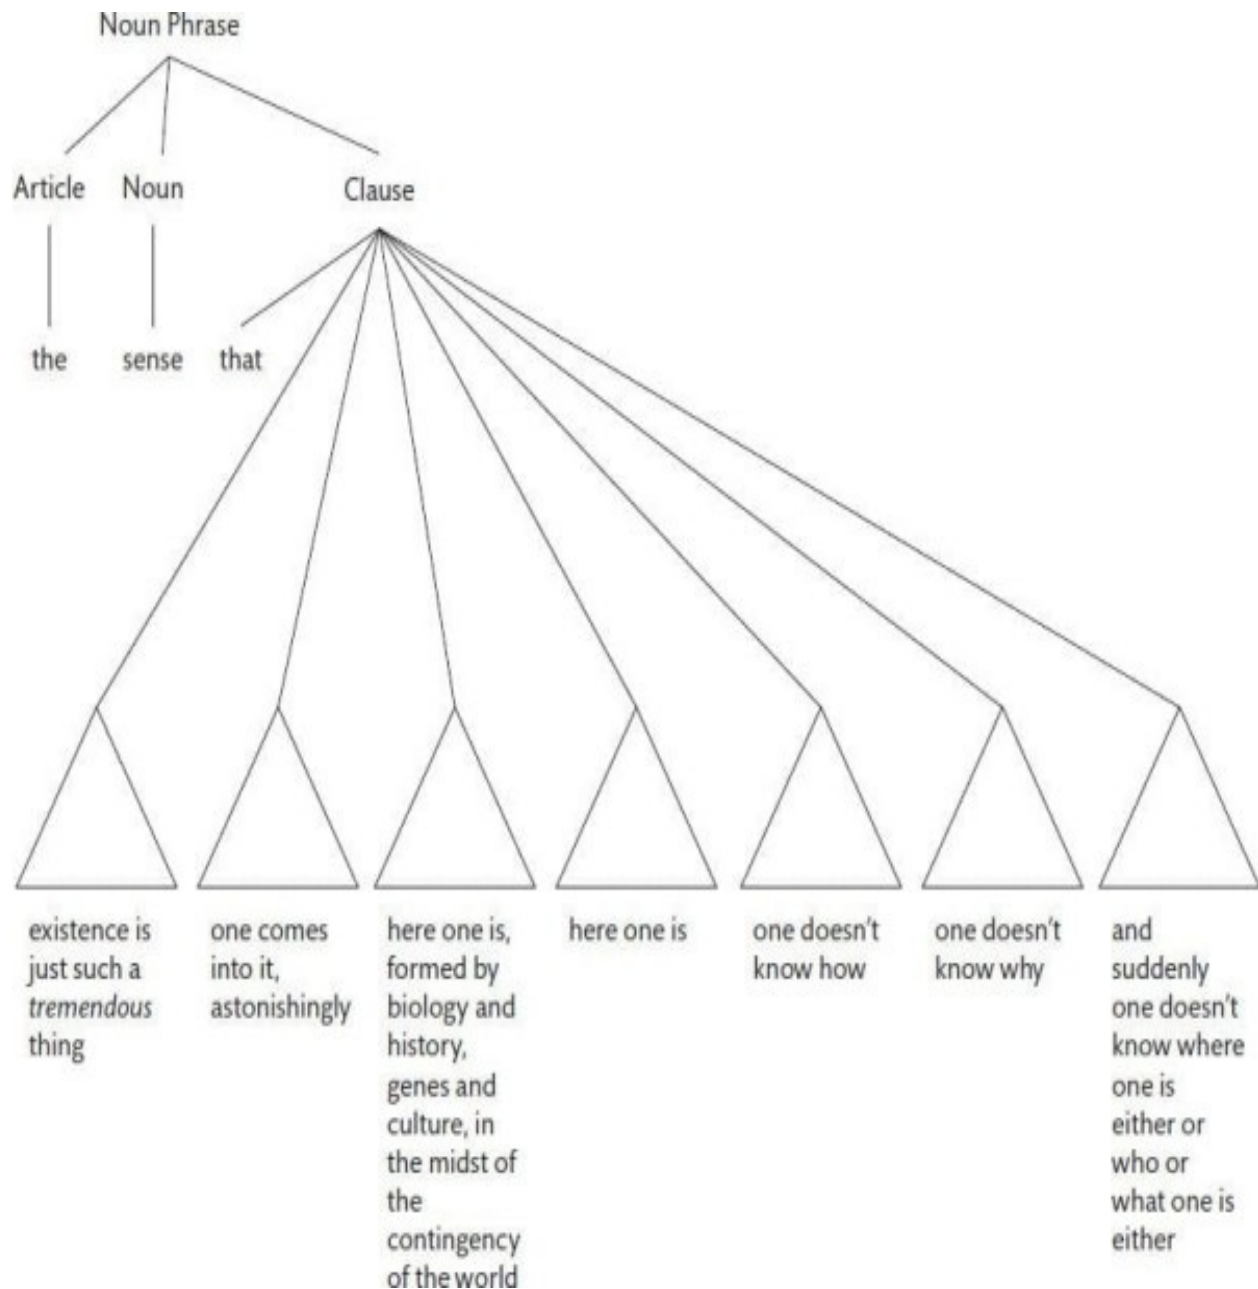 Noun Phrase
Article Noun Clause
the sense that
existence is
just such a
tremendous
thing
one comes
into it,
astonishingly
here one is,
formed by
biology and
history,
genes and
culture, in
the midst of
the
contingency
of the world
here one is
one doesn't
know how
one doesn't
know why
and
suddenly
one doesn't
know where
one is
either or
who or
what one is
either